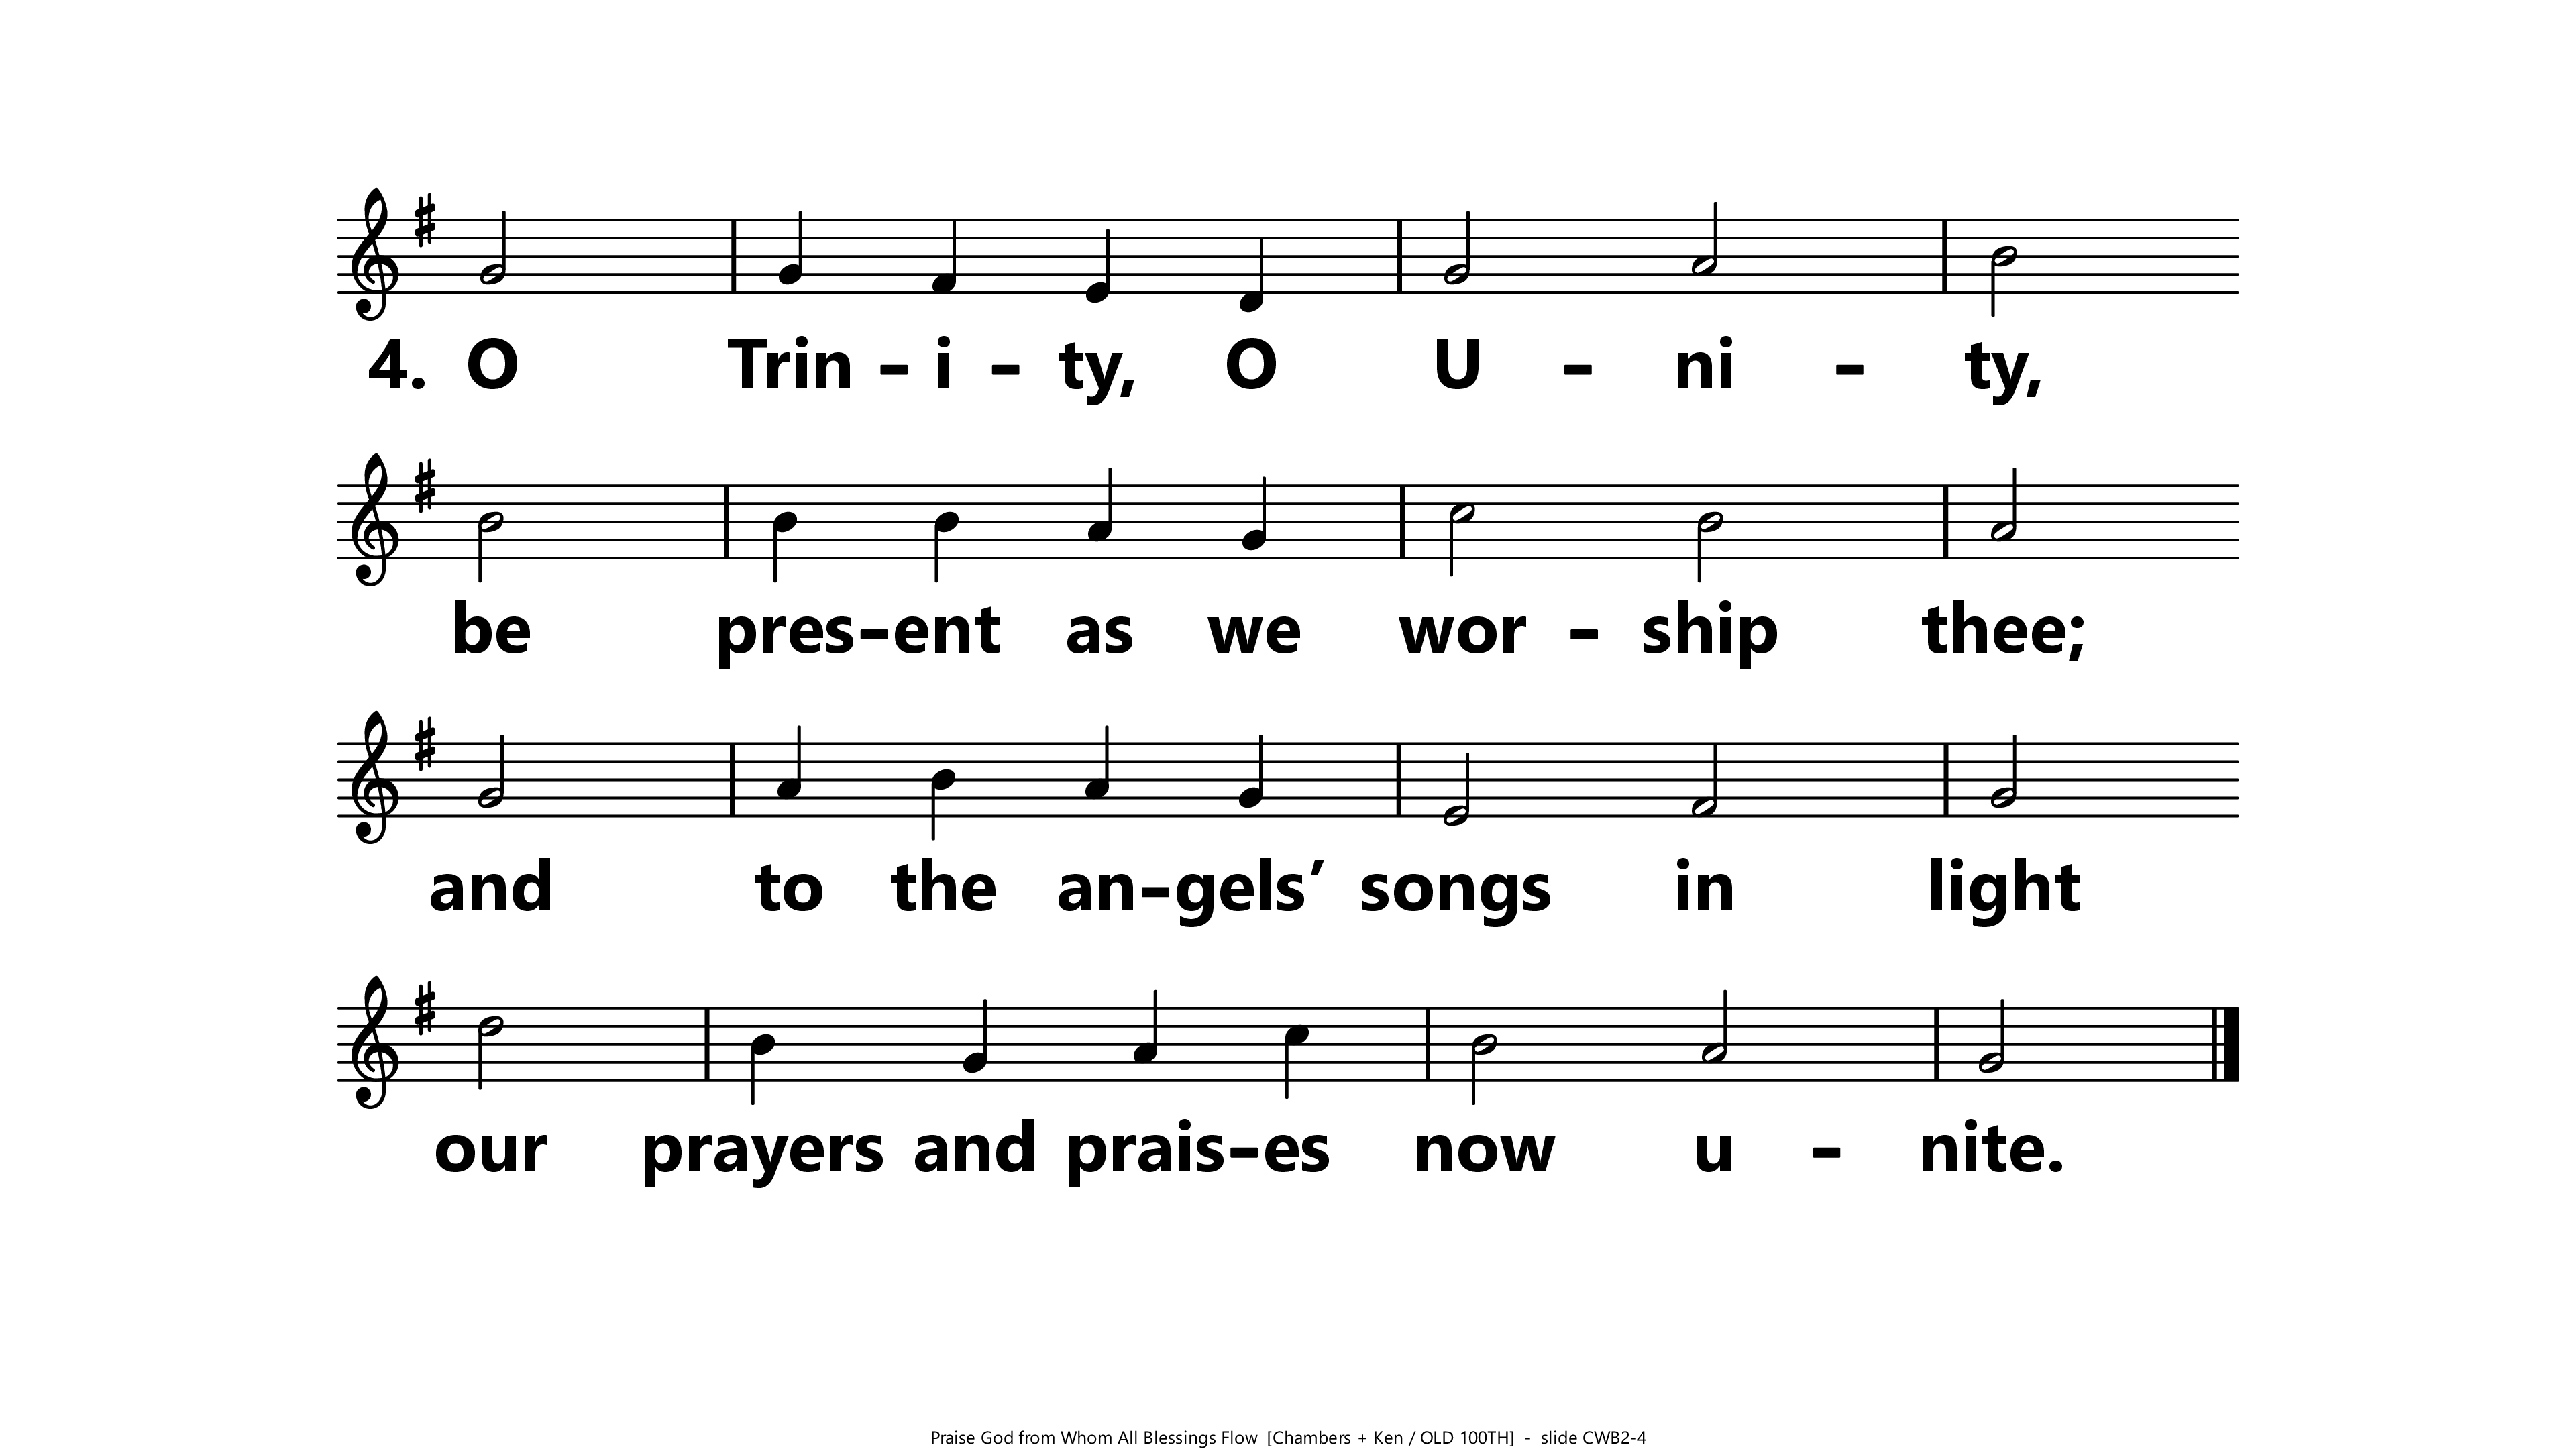 4. O Trin - i - ty, O U - ni - ty,
be pres-ent as we wor - ship thee;
and to the an-gels’ songs in light
our prayers and prais-es now u - nite.
Praise God from Whom All Blessings Flow [Chambers + Ken / OLD 100TH] - slide CWB2-4